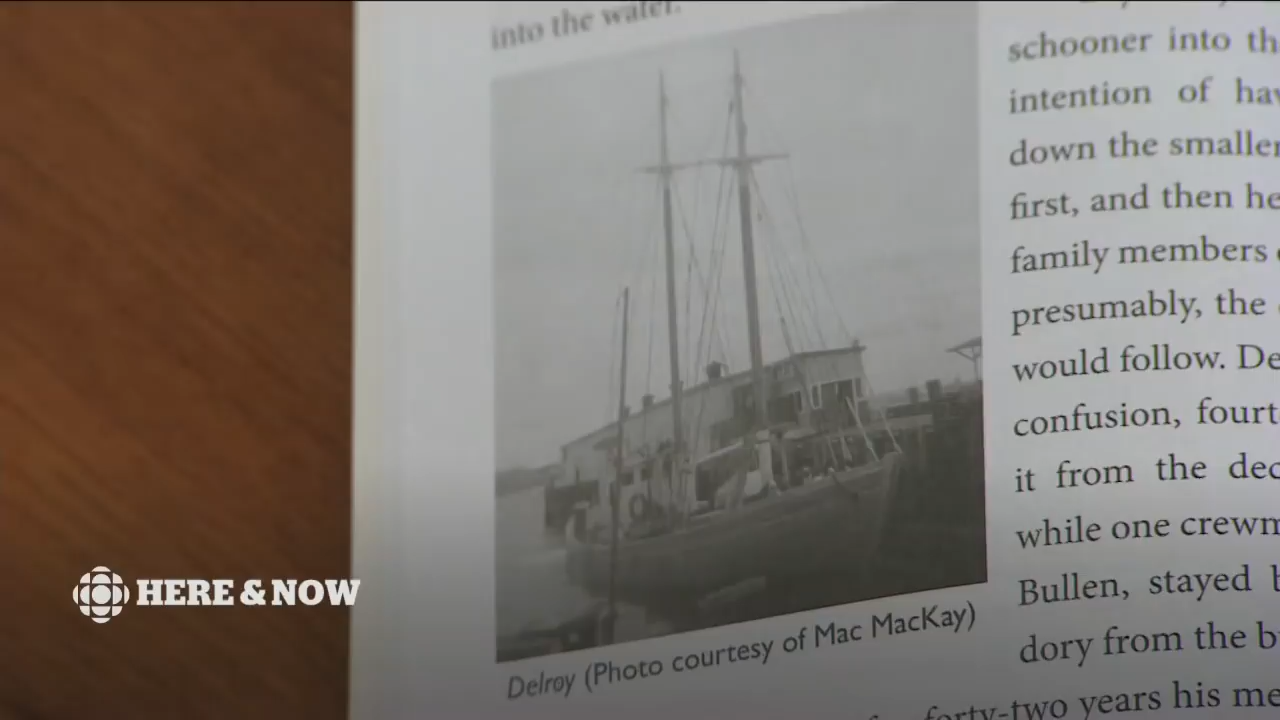 into the water.
schooner into th
intention of hav
down the smaller
first, and then he
family members
presumably, the
would follow. De
confusion, fourt
it from the dec
while one crewm
Bullen, stayed b
dory from the b
forty-two years his me
Delroy (Photo courtesy of Mac MacKay)
HERE & NOW